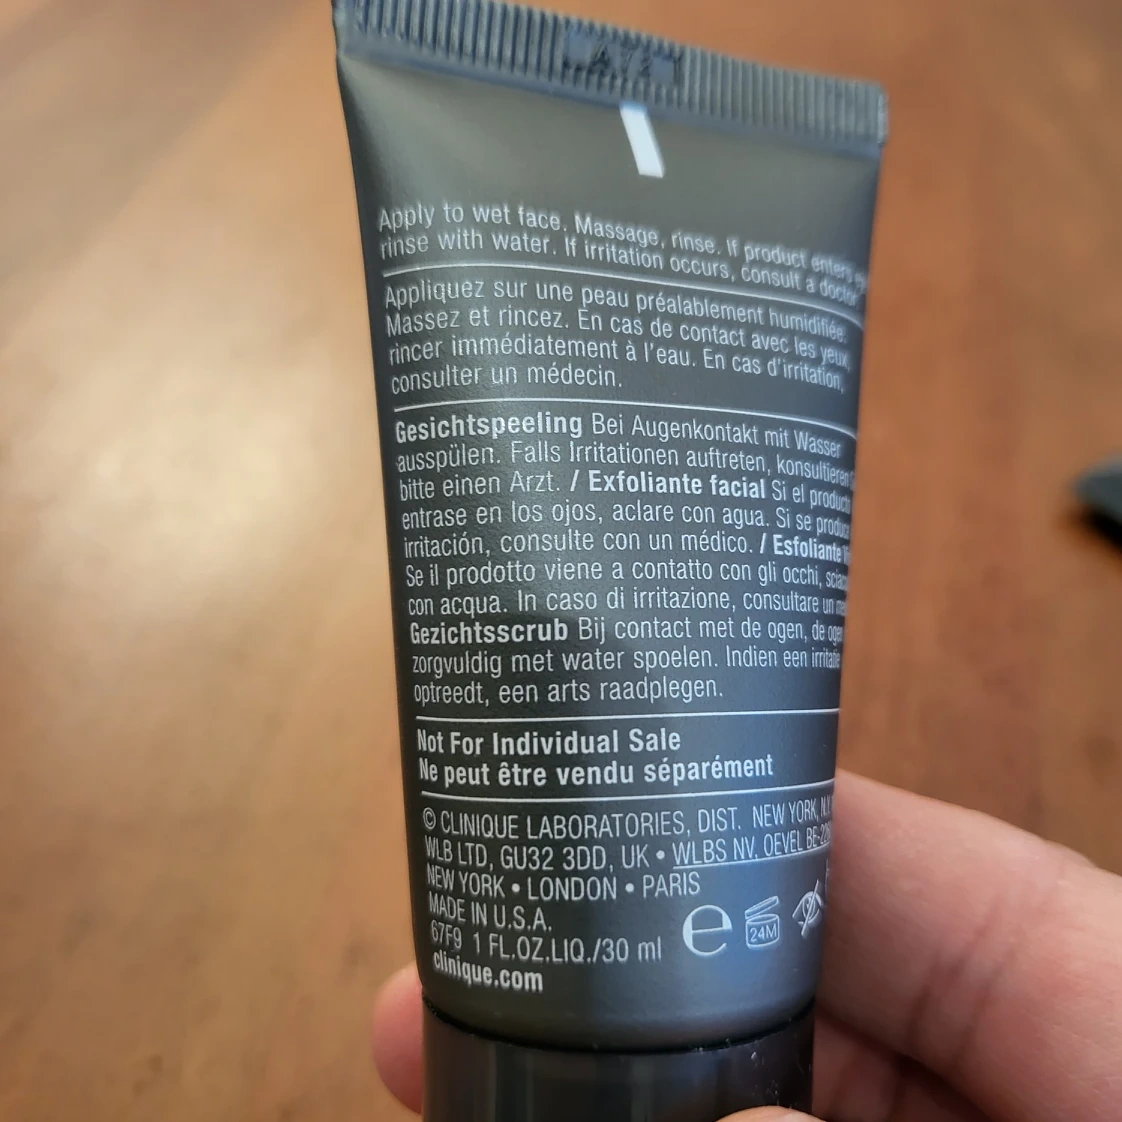 Apply to wet face. Massage, rinse. If product enters
rinse with water. If irritation occurs, consult a doctor
Appliquez sur une peau préalablement humidifiée.
Massez et rincez. En cas de contact avec les yeux,
rincer immédiatement à l'eau. En cas d'irritation,
consulter un médecin.
Gesichtspeeling Bei Augenkontakt mit Wasser
ausspülen. Falls Irritationen auftreten, konsultieren
bitte einen Arzt. / Exfoliante facial Si el producto
entrase en los ojos, aclare con agua. Si se produce
irritación, consulte con un médico. / Esfoliante
Se il prodotto viene a contatto con gli occhi,
con acqua. In caso di irritazione, consultare un
Gezichtsscrub Bij contact met de ogen, de ogen
zorgvuldig met water spoelen. Indien een irritatie
optreedt, een arts raadplegen.
Not For Individual Sale
Ne peut être vendu séparément
© CLINIQUE LABORATORIES, DIST. NEW YORK, N.Y.
WLB LTD, GU32 3DD, UK • WLBS NV. OEVEL
NEW YORK • LONDON • PARIS
MADE IN U.S.A.
67F9 1 FL.OZ.LIQ./30 ml
e 24M
clinique.com